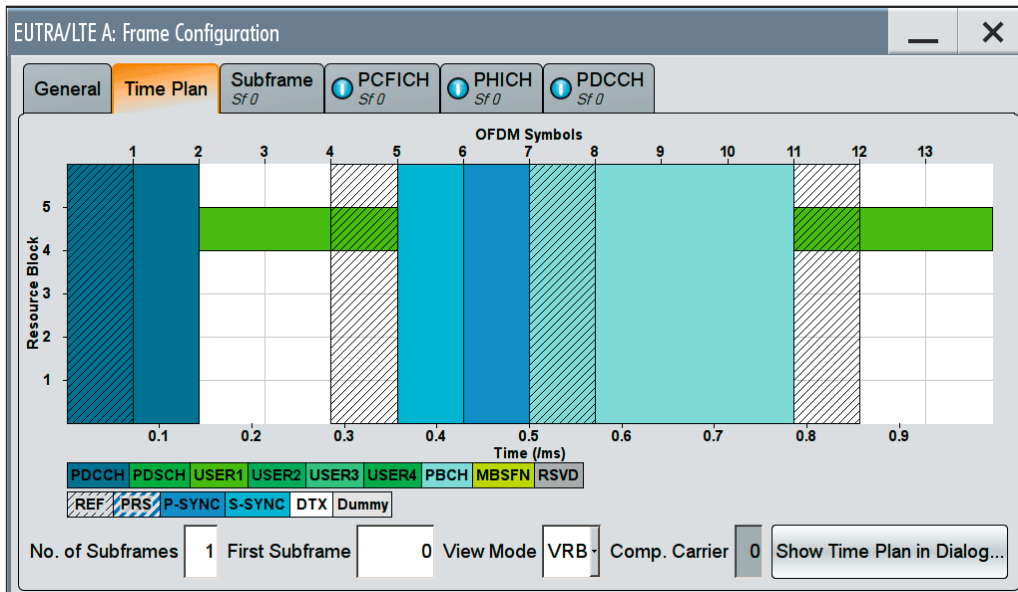 EUTRA/LTE A: Frame Configuration
General Time Plan Subframe Sf 0 PCFICH Sf 0 PHICH Sf 0 PDCCH Sf 0
OFDM Symbols
1 2 3 4 5 6 7 8 9 10 11 12 13
Resource Block
5
4
3
2
1
0.1 0.2 0.3 0.4 0.5 0.6 0.7 0.8 0.9
Time (/ms)
PDCCH PDSCH USER1 USER2 USER3 USER4 PBCH MBSFN RSVD
REF PRS P-SYNC S-SYNC DTX Dummy
No. of Subframes 1 First Subframe 0 View Mode VRB Comp. Carrier 0 Show Time Plan in Dialog...